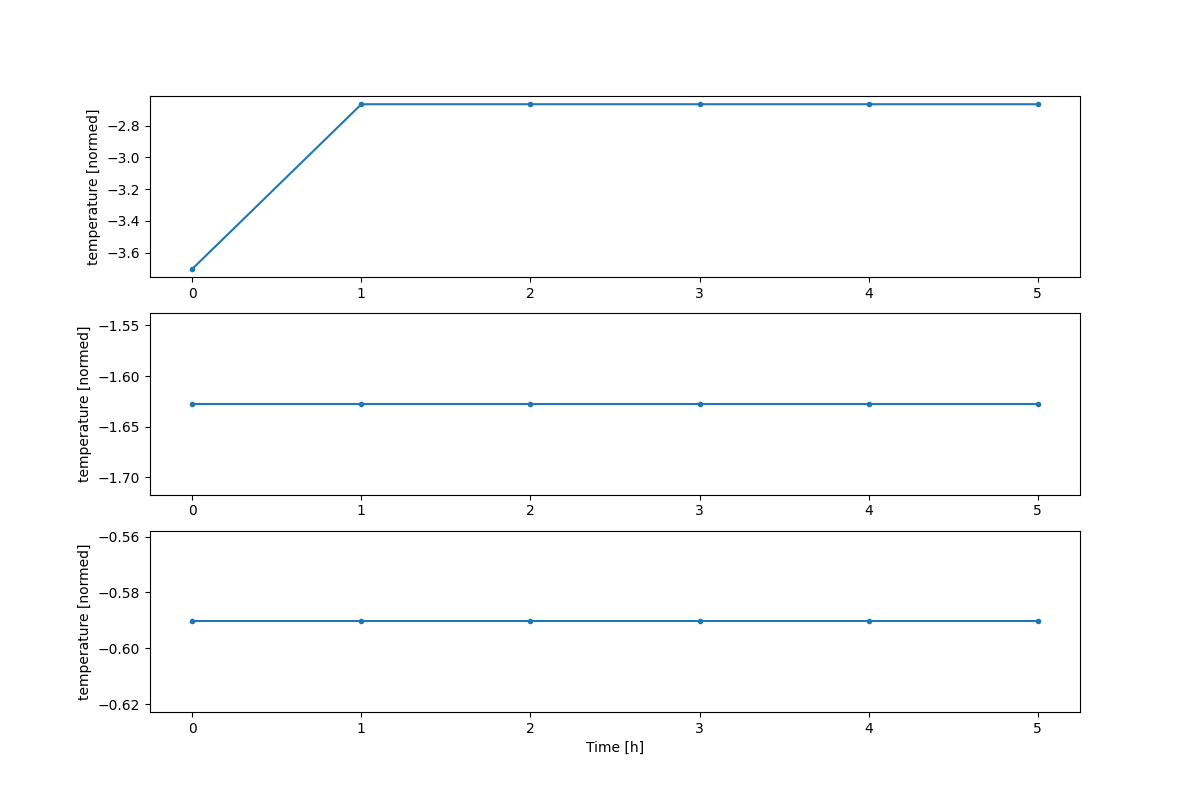 temperature [normed]
−2.8
−3.0
−3.2
−3.4
−3.6
0 1 2 3 4 5
temperature [normed]
−1.55
−1.60
−1.65
−1.70
0 1 2 3 4 5
temperature [normed]
−0.56
−0.58
−0.60
−0.62
0 1 2 3 4 5
Time [h]